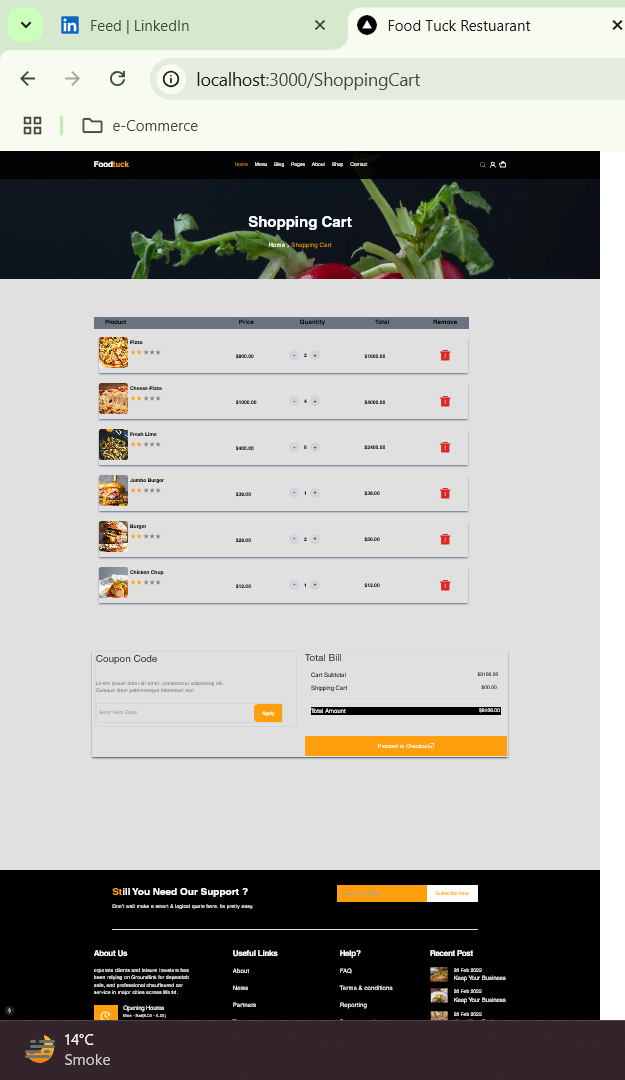 Feed | LinkedIn
Food Tuck Restuarant
localhost:3000/ShoppingCart
e-Commerce
Foodtuck
Home Menu Blog Pages About Shop Contact
Shopping Cart
Home › Shopping Cart
Product Price Quantity Total Remove
Pizza
$800.00 - 2 + $1600.00
Cheese Pizza
$1000.00 - 4 + $4000.00
Fresh Lime
$400.00 - 6 + $2400.00
Jumbo Burger
$38.00 - 1 + $38.00
Burger
$28.00 - 2 + $56.00
Chicken Chup
$12.00 - 1 + $12.00
Coupon Code
Lorem ipsum dolor sit amet, consectetur adipiscing elit.
Quisque diam pellentesque bibendum non
Enter Here Code
Apply
Total Bill
Cart Subtotal $8106.00
Shipping Cart $00.00
Total Amount $8106.00
Proceed to Checkout
Still You Need Our Support ?
Don't wait make a smart & logical quote here. Its pretty easy.
Subscribe Now
About Us
orporate clients and leisure travelers has
been relying on Groundlink for dependab
safe, and professional chauffeured car
service in major cities across World.
Opening Houres
Mon - Sat(8.00 - 6.00)
Useful Links
About
News
Partners
Help?
FAQ
Terms & conditions
Reporting
Recent Post
20 Feb 2022
Keep Your Business
20 Feb 2022
Keep Your Business
20 Feb 2022
14°C
Smoke